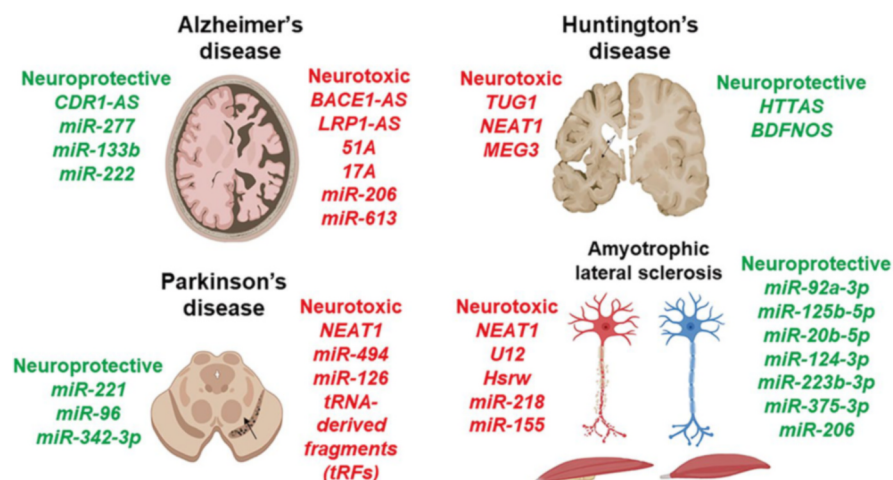 Alzheimer's
disease
Neuroprotective
CDR1-AS
miR-277
miR-133b
miR-222
Neurotoxic
BACE1-AS
LRP1-AS
51A
17A
miR-206
miR-613
Huntington's
disease
Neurotoxic
TUG1
NEAT1
MEG3
Neuroprotective
HTTAS
BDFNOS
Parkinson's
disease
Neuroprotective
miR-221
miR-96
miR-342-3p
Neurotoxic
NEAT1
miR-494
miR-126
tRNA-
derived
fragments
(tRFs)
Amyotrophic
lateral sclerosis
Neurotoxic
NEAT1
U12
Hsrw
miR-218
miR-155
Neuroprotective
miR-92a-3p
miR-125b-5p
miR-20b-5p
miR-124-3p
miR-223b-3p
miR-375-3p
miR-206